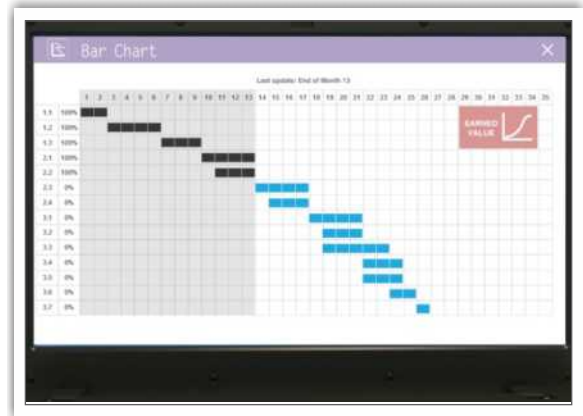 Bar Chart
Last update: End of Month 13
1 2 3 4 5 6 7 8 9 10 11 12 13 14 15 16 17 18 19 20 21 22 23 24 25 26 27 28 29 30 31 32 33 34 35
1.1 100%
EARNED
VALUE
1.2 100%
1.3 100%
2.1 100%
2.2 100%
2.3 0%
2.4 0%
3.1 0%
3.2 0%
3.3 0%
3.4 0%
3.5 0%
3.6 0%
3.7 0%